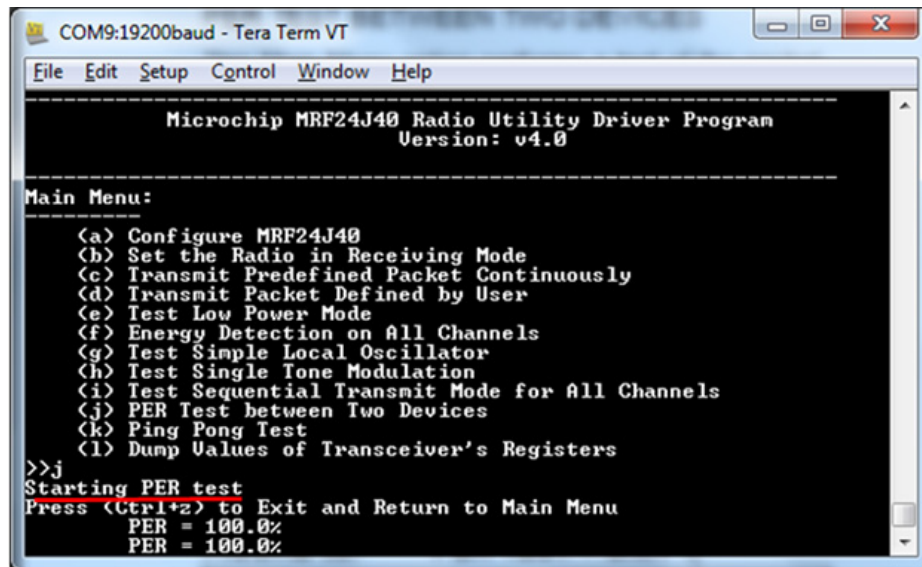 COM9:19200baud - Tera Term VT
File Edit Setup Control Window Help
Microchip MRF24J40 Radio Utility Driver Program
Version: v4.0
Main Menu:
(a) Configure MRF24J40
(b) Set the Radio in Receiving Mode
(c) Transmit Predefined Packet Continuously
(d) Transmit Packet Defined by User
(e) Test Low Power Mode
(f) Energy Detection on All Channels
(g) Test Simple Local Oscillator
(h) Test Single Tone Modulation
(i) Test Sequential Transmit Mode for All Channels
(j) PER Test between Two Devices
(k) Ping Pong Test
(l) Dump Values of Transceiver's Registers
>>j
Starting PER test
Press (Ctrl+z) to Exit and Return to Main Menu
PER = 100.0%
PER = 100.0%